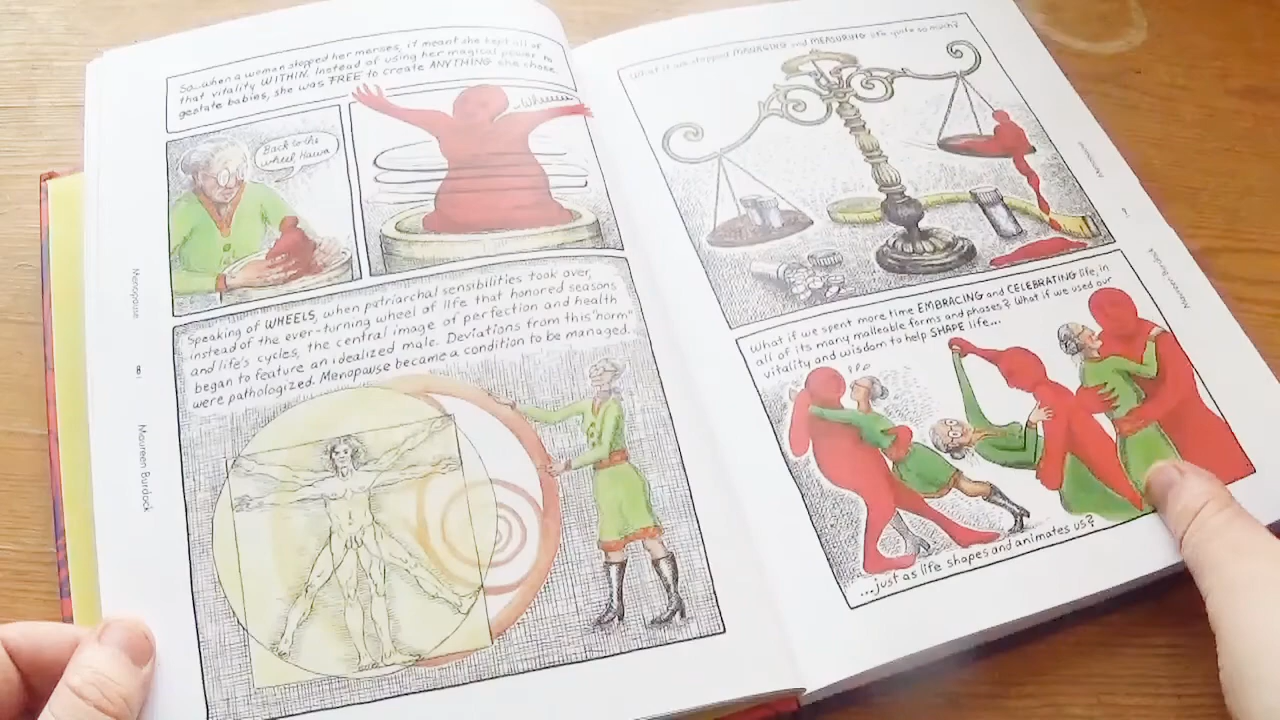 So...when a woman stopped her menses, it meant she kept all of
that vitality WITHIN. Instead of using her magical power to
gestate babies, she was FREE to create ANYTHING she chose.
Back to the
wheel, Hawa
Speaking of WHEELS, when patriarchal sensibilities took over,
instead of the ever-turning wheel of life that honored seasons
and life's cycles, the central image of perfection and health
began to feature an idealized male. Deviations from this "norm"
were pathologized. Menopause became a condition to be managed.
Menopause
Maureen Burdock
What if we stopped MANAGING and MEASURING life quite so much?
What if we spent more time EMBRACING and CELEBRATING life, in
all of its many malleable forms and phases? What if we used our
vitality and wisdom to help SHAPE life...
...just as life shapes and animates us?
Maureen Burdock